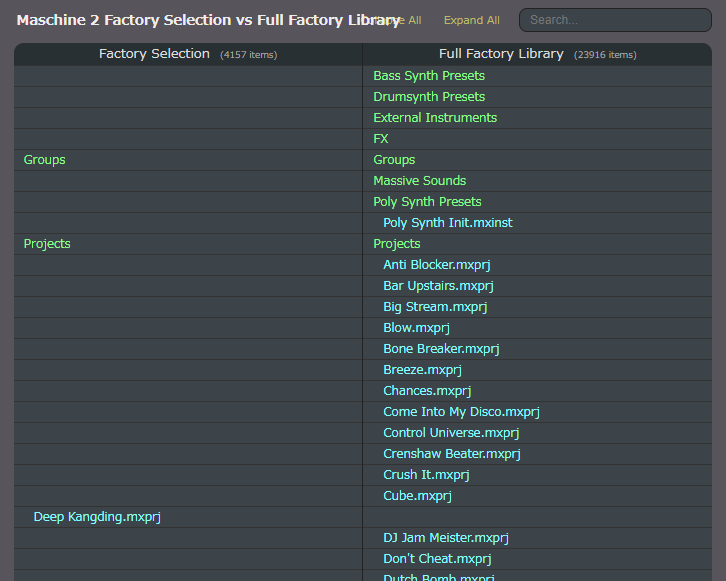 Maschine 2 Factory Selection vs Full Factory Library Collapse All Expand All Search...
Factory Selection (4157 items) Full Factory Library (23916 items)
Bass Synth Presets
Drumsynth Presets
External Instruments
FX
Groups Groups
Massive Sounds
Poly Synth Presets
Poly Synth Init.mxinst
Projects Projects
Anti Blocker.mxprj
Bar Upstairs.mxprj
Big Stream.mxprj
Blow.mxprj
Bone Breaker.mxprj
Breeze.mxprj
Chances.mxprj
Come Into My Disco.mxprj
Control Universe.mxprj
Crenshaw Beater.mxprj
Crush It.mxprj
Cube.mxprj
Deep Kangding.mxprj
DJ Jam Meister.mxprj
Don't Cheat.mxprj
Dutch Bomb.mxprj